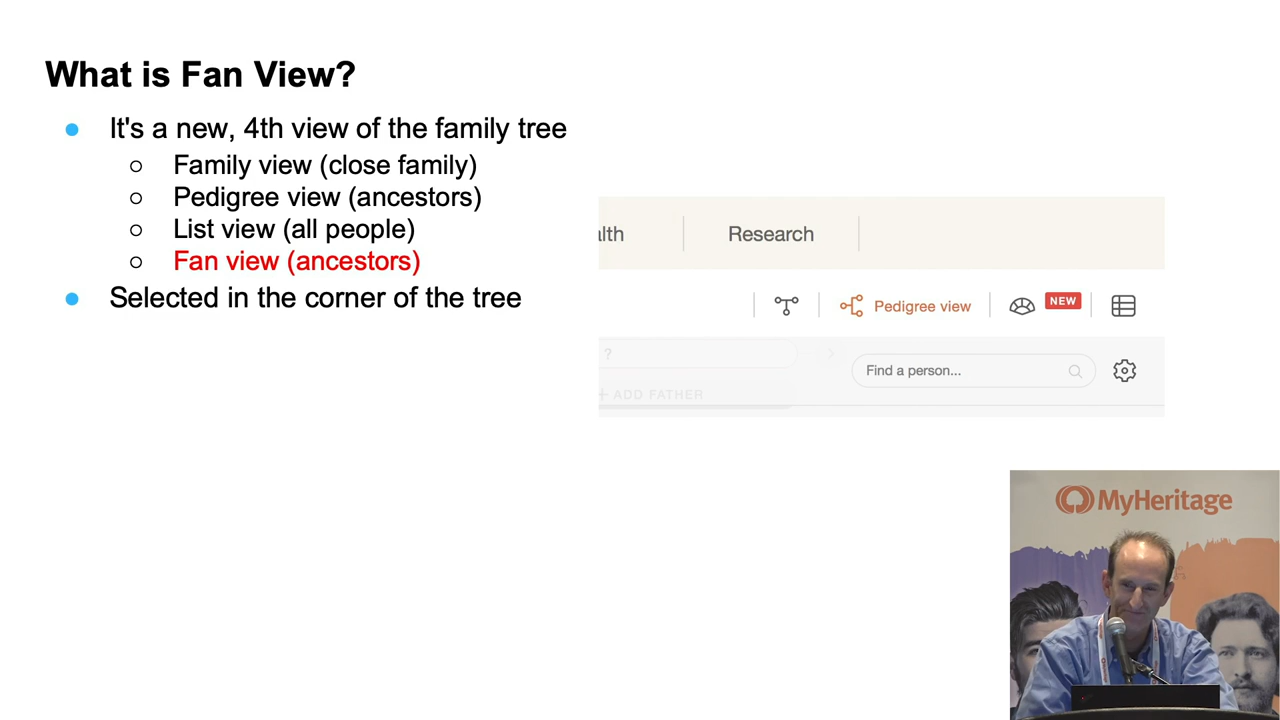 What is Fan View?
It's a new, 4th view of the family tree
Family view (close family)
Pedigree view (ancestors)
List view (all people)
Fan view (ancestors)
Selected in the corner of the tree
alth Research
Pedigree view NEW
?
Find a person...
+ ADD FATHER
MyHeritage